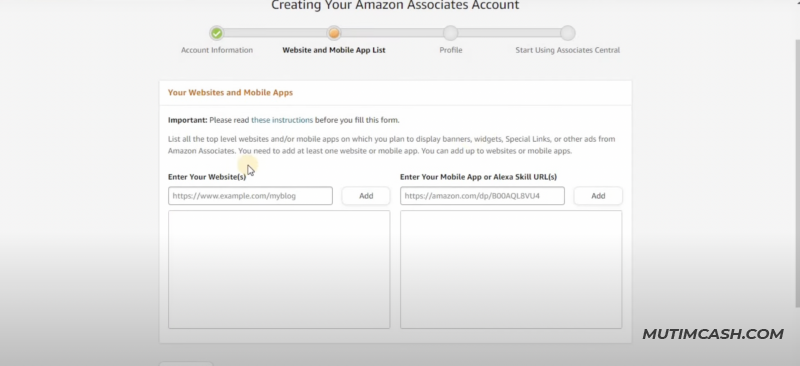 Creating Your Amazon Associates Account
Account Information
Website and Mobile App List
Profile
Start Using Associates Central
Your Websites and Mobile Apps
Important: Please read these instructions before you fill this form.
List all the top level websites and/or mobile apps on which you plan to display banners, widgets, Special Links, or other ads from
Amazon Associates. You need to add at least one website or mobile app. You can add up to websites or mobile apps.
Enter Your Website(s)
https://www.example.com/myblog
Add
Enter Your Mobile App or Alexa Skill URL(s)
https://amazon.com/dp/B00AQL8VU4
Add
MUTIMCASH.COM